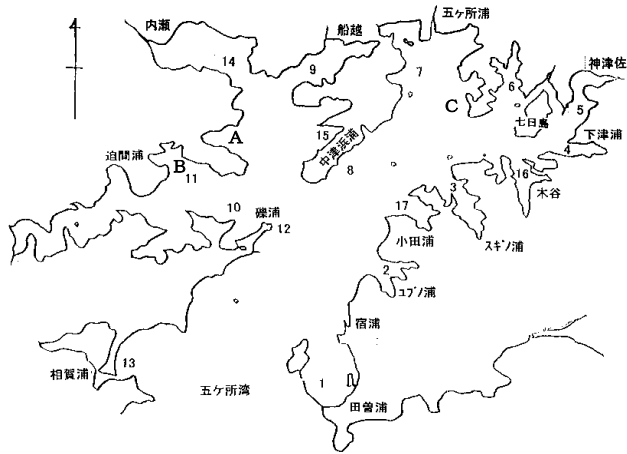 五ケ所浦
内瀬
船越
神津佐
14
9
7
6
5
C
七日島
下津浦
A
15
中津浜浦
4
迫間浦
B
11
8
16
木谷
3
10
礫浦
12
17
小田浦
スギノ浦
2
ユブノ浦
宿浦
13
相賀浦
五ケ所湾
1
田曽浦